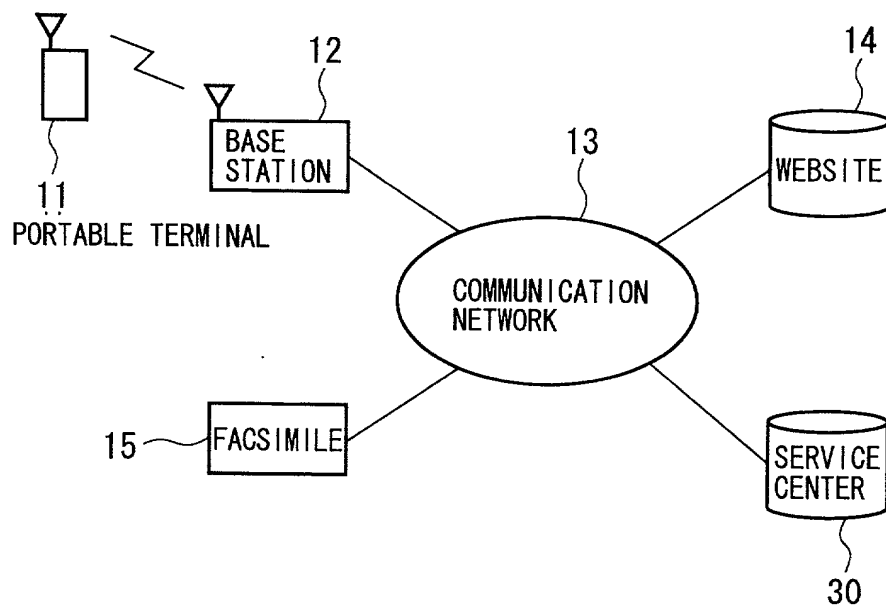 12
14
BASE
STATION
13
WEBSITE
11
PORTABLE TERMINAL
COMMUNICATION
NETWORK
15
FACSIMILE
SERVICE
CENTER
30